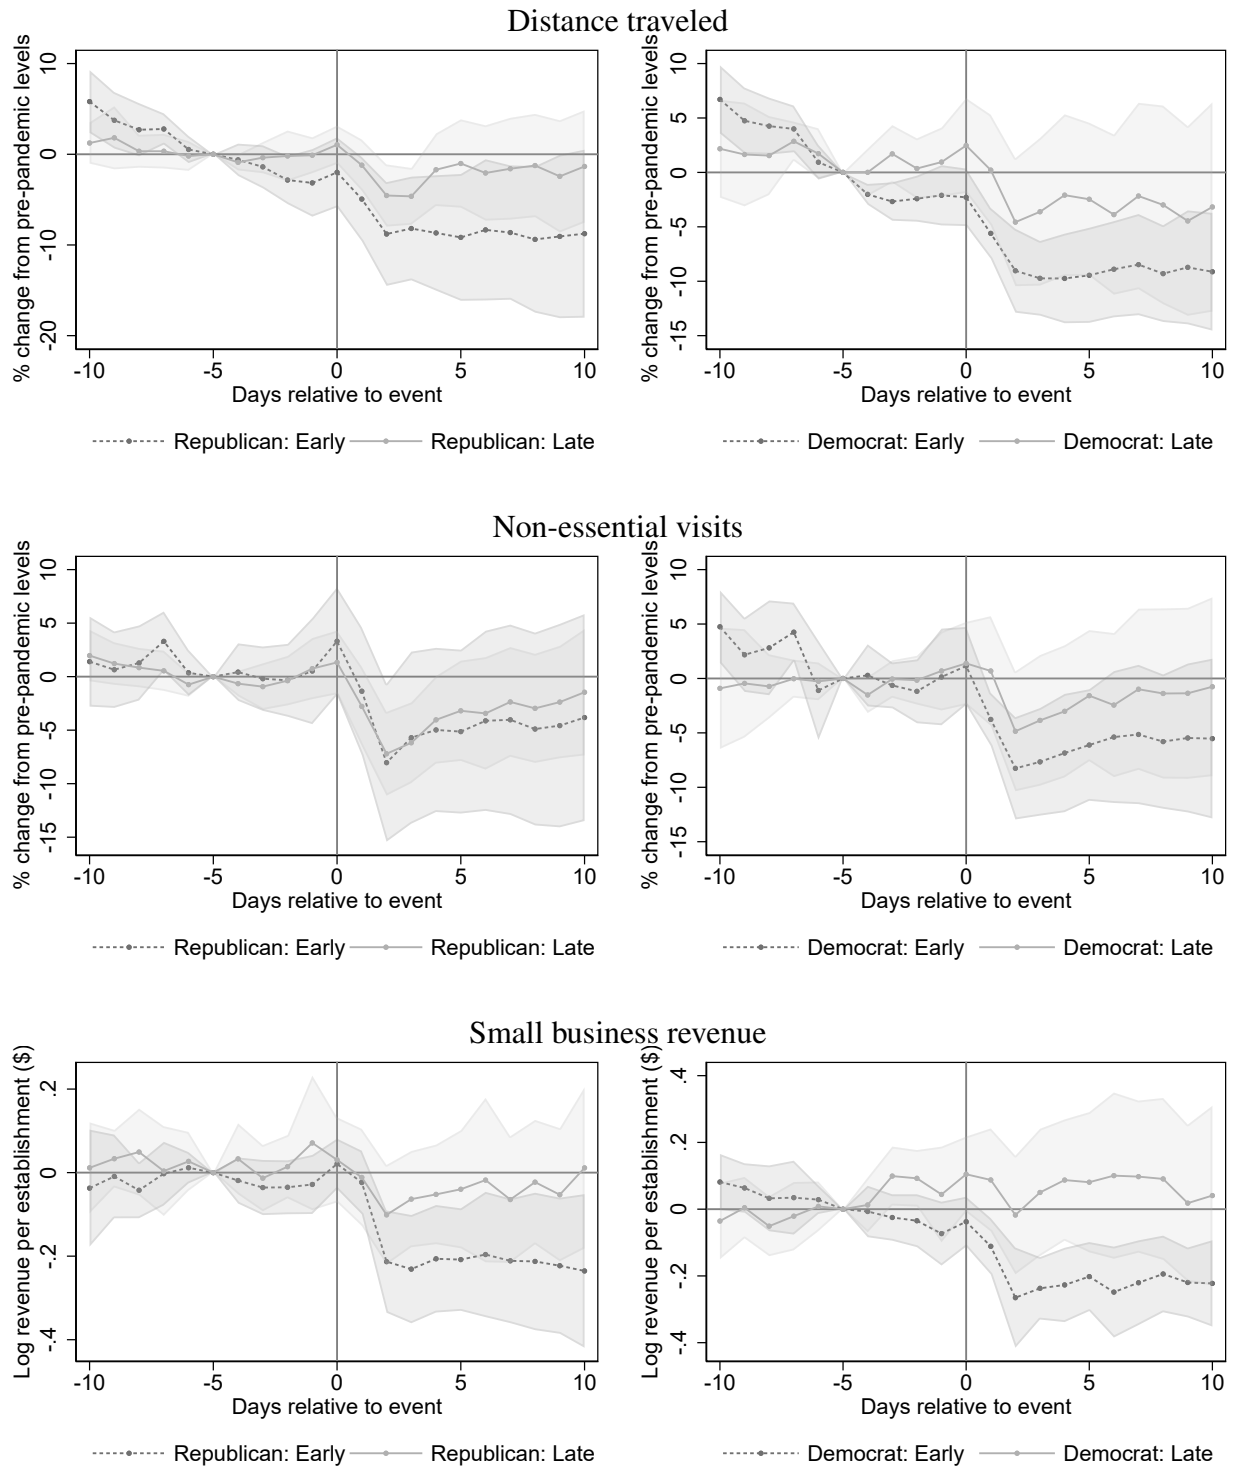 Distance traveled
% change from pre-pandemic levels
10
0
-10
-20
-10
-5
0
5
10
Days relative to event
Republican: Early
Republican: Late
% change from pre-pandemic levels
10
5
0
-5
-10
-15
-10
-5
0
5
10
Days relative to event
Democrat: Early
Democrat: Late
Non-essential visits
% change from pre-pandemic levels
10
5
0
-5
-10
-15
-10
-5
0
5
10
Days relative to event
Republican: Early
Republican: Late
% change from pre-pandemic levels
10
5
0
-5
-10
-15
-10
-5
0
5
10
Days relative to event
Democrat: Early
Democrat: Late
Small business revenue
Log revenue per establishment ($)
.2
0
-.2
-.4
-10
-5
0
5
10
Days relative to event
Republican: Early
Republican: Late
Log revenue per establishment ($)
.4
.2
0
-.2
-.4
-10
-5
0
5
10
Days relative to event
Democrat: Early
Democrat: Late